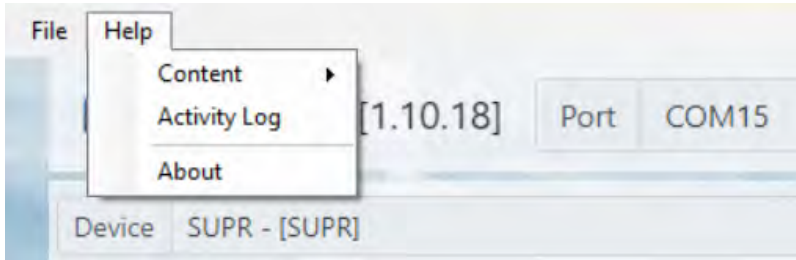 File Help
Content
Activity Log
[1.10.18] Port COM15
About
Device SUPR - [SUPR]